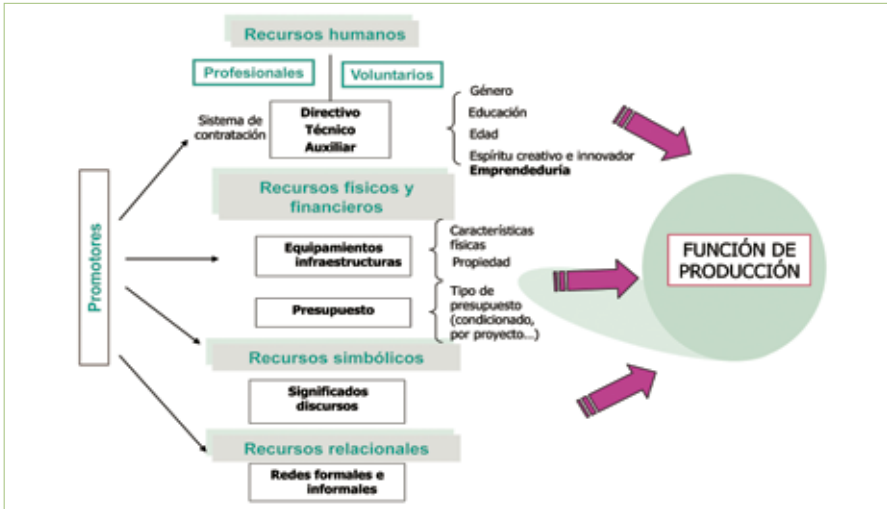 Recursos humanos
Profesionales
Voluntarios
Sistema de
contratación
Directivo
Técnico
Auxiliar
Género
Educación
Edad
Espíritu creativo e innovador
Emprendeduría
Recursos físicos y
financieros
Promotores
Equipamientos
infraestructuras
Características
físicas
Propiedad
Presupuesto
Tipo de
presupuesto
(condicionado,
por proyecto...)
Recursos simbólicos
Significados
discursos
Recursos relacionales
Redes formales e
informales
FUNCIÓN DE
PRODUCCIÓN